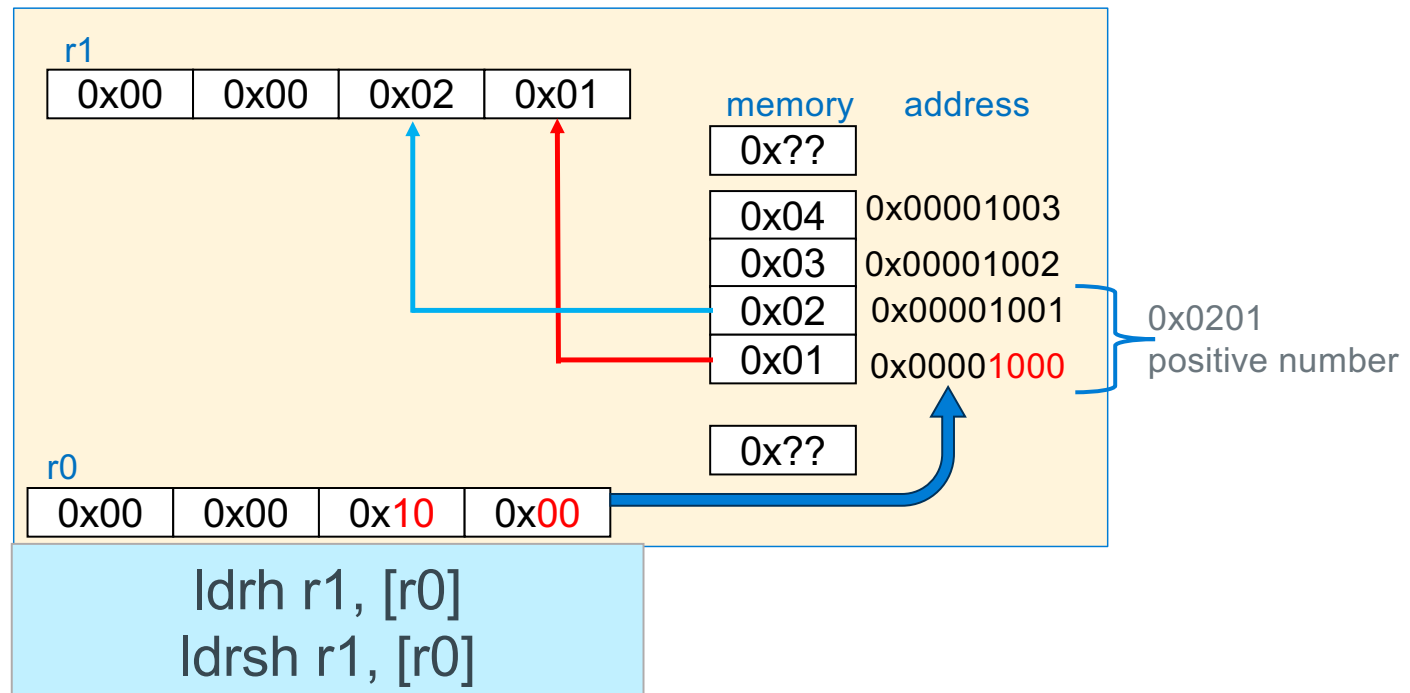 r1
0x00 0x00 0x02 0x01
memory address
0x??
0x04 0x00001003
0x03 0x00001002
0x02 0x00001001
0x01 0x00001000
0x0201
positive number
0x??
r0
0x00 0x00 0x10 0x00
ldrh r1, [r0]
ldrsh r1, [r0]